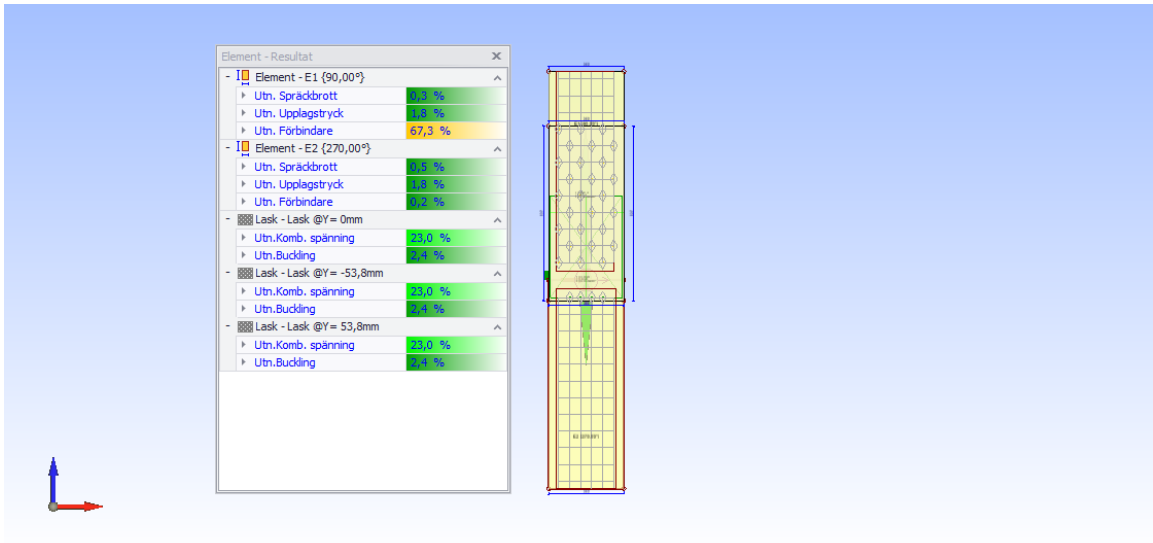 Element - Resultat
Element - E1 {90,00°}
Utn. Spräckbrott 0,3 %
Utn. Upplagstryck 1,8 %
Utn. Förbindare 67,3 %
Element - E2 {270,00°}
Utn. Spräckbrott 0,5 %
Utn. Upplagstryck 1,8 %
Utn. Förbindare 0,2 %
Lask - Lask @Y= 0mm
Utn.Komb. spänning 23,0 %
Utn.Buckling 2,4 %
Lask - Lask @Y= -53,8mm
Utn.Komb. spänning 23,0 %
Utn.Buckling 2,4 %
Lask - Lask @Y= 53,8mm
Utn.Komb. spänning 23,0 %
Utn.Buckling 2,4 %